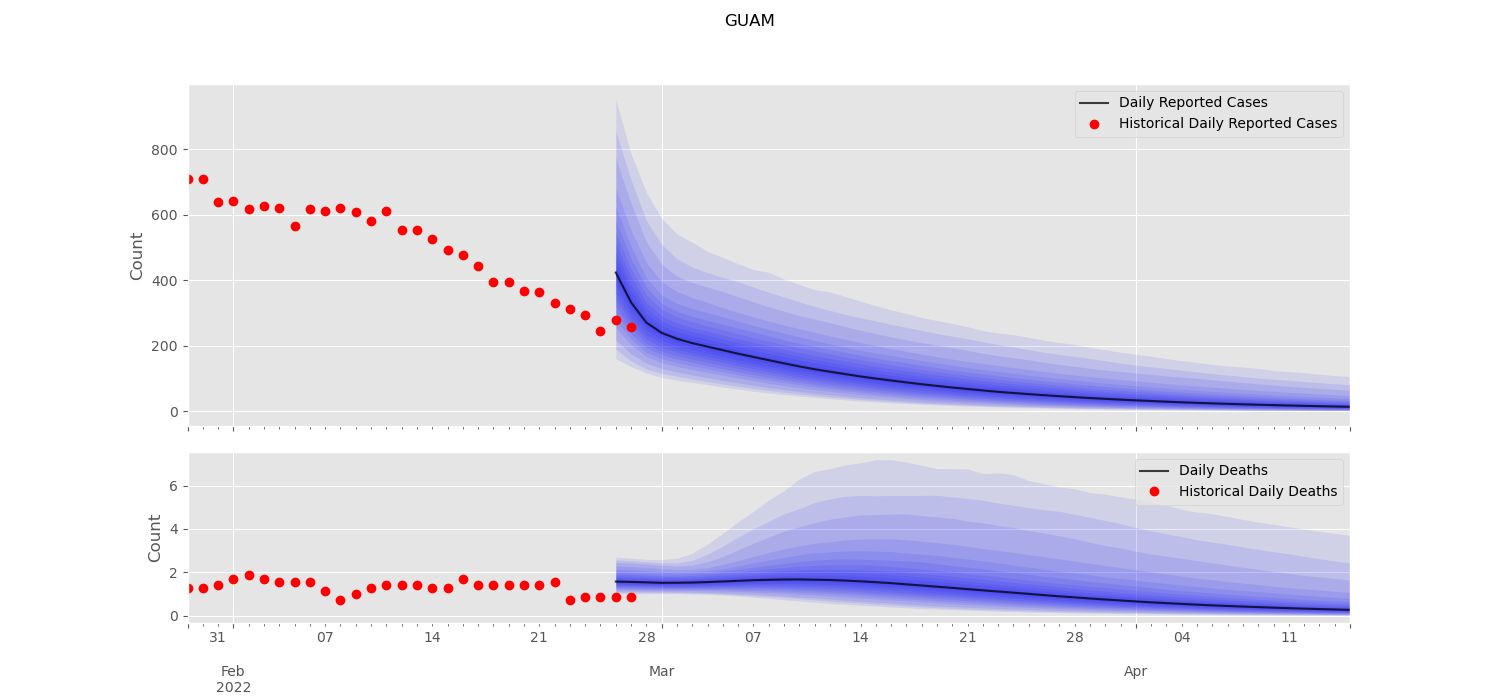 GUAM
Daily Reported Cases
Historical Daily Reported Cases
Count
800
600
400
200
0
Daily Deaths
Historical Daily Deaths
Count
6
4
2
0
31 07 14 21 28 07 14 21 28 04 11
Feb Mar Apr
2022